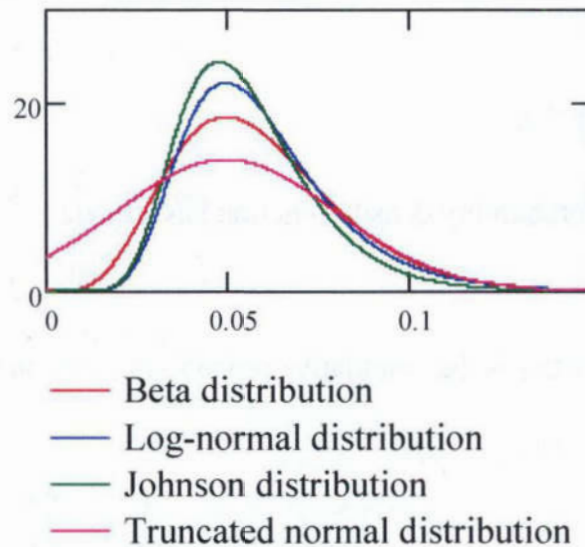 20
0
0 0.05 0.1
Beta distribution
Log-normal distribution
Johnson distribution
Truncated normal distribution